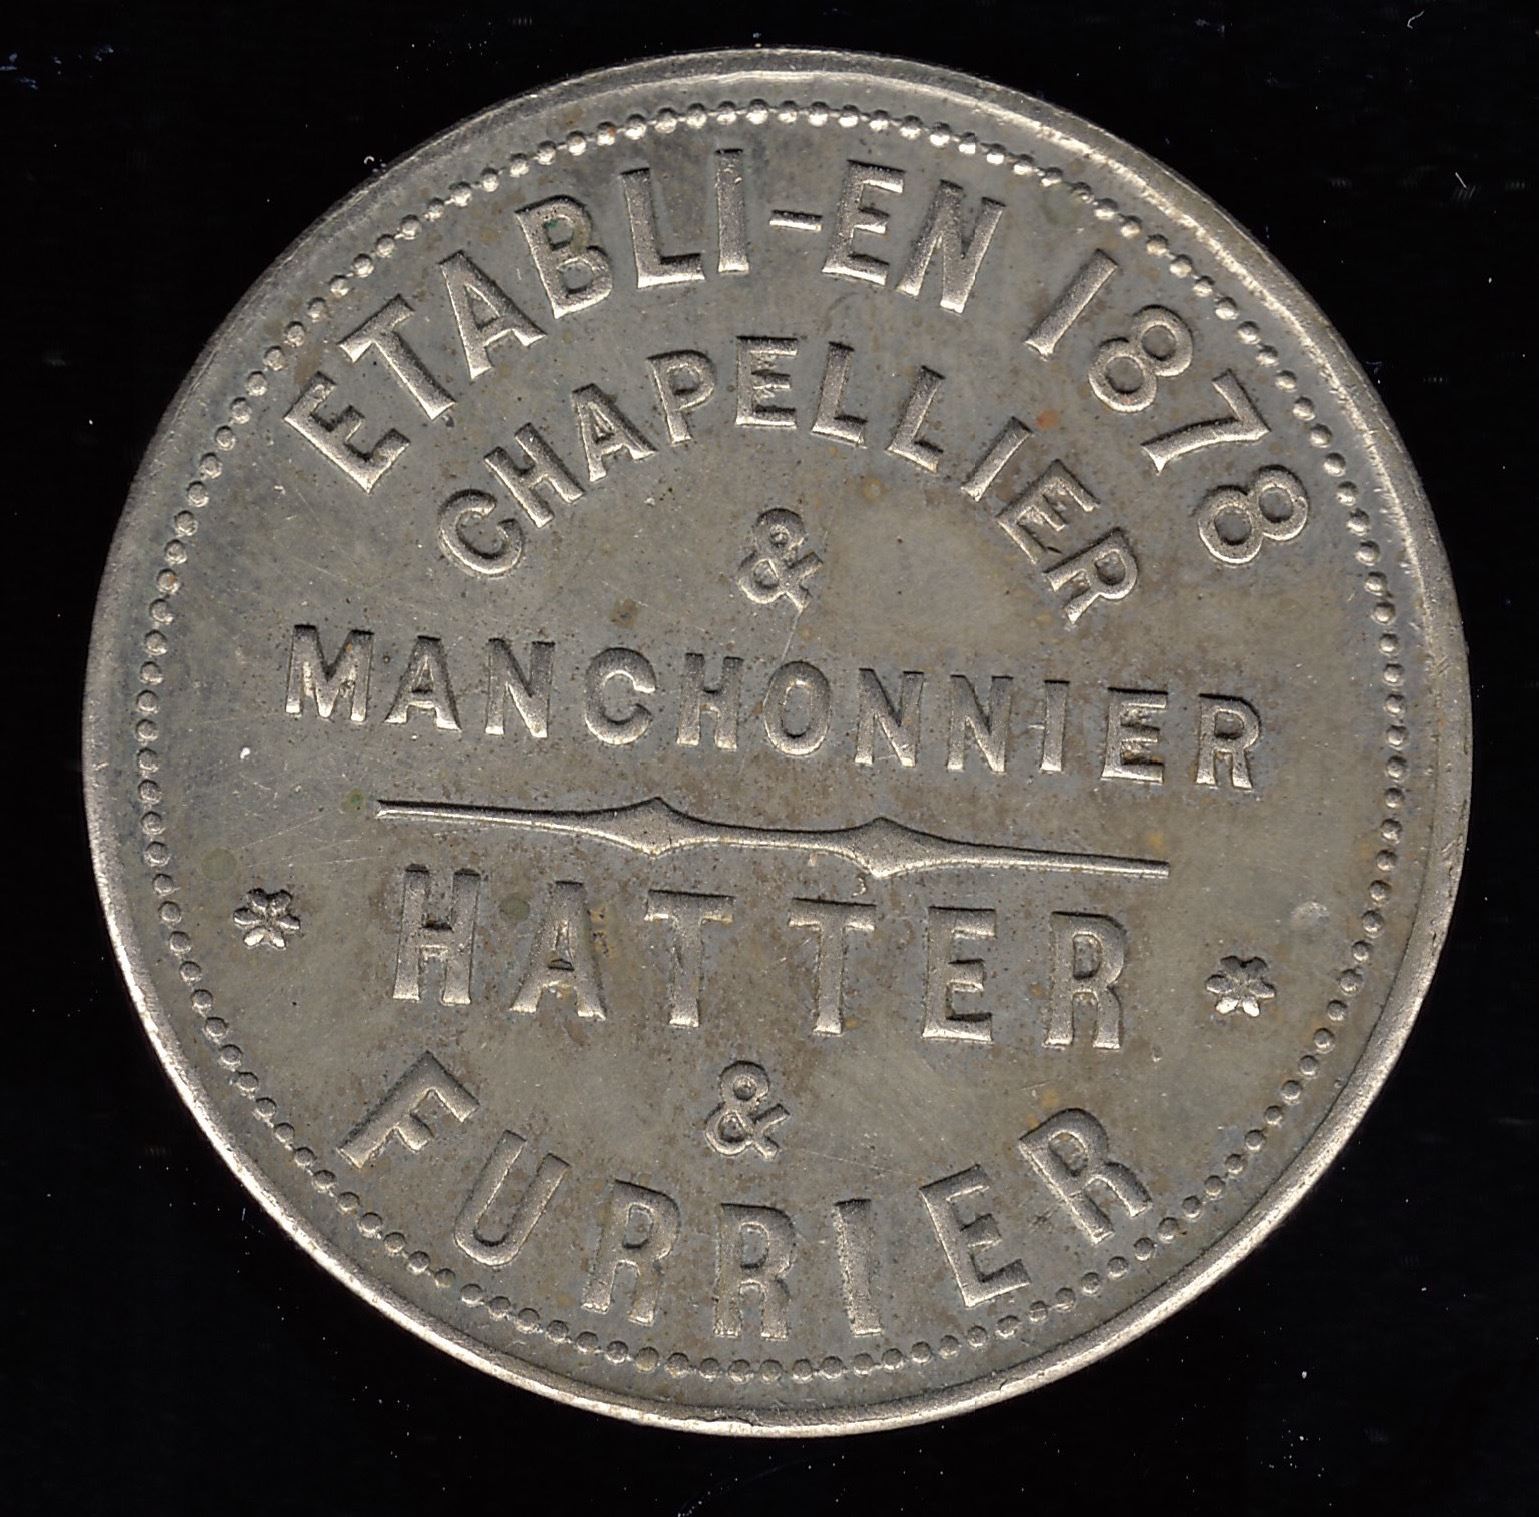 ETABLI-EN 1878
CHAPELLIER
&
MANCHONNIER
HATTER
&
FURRIER